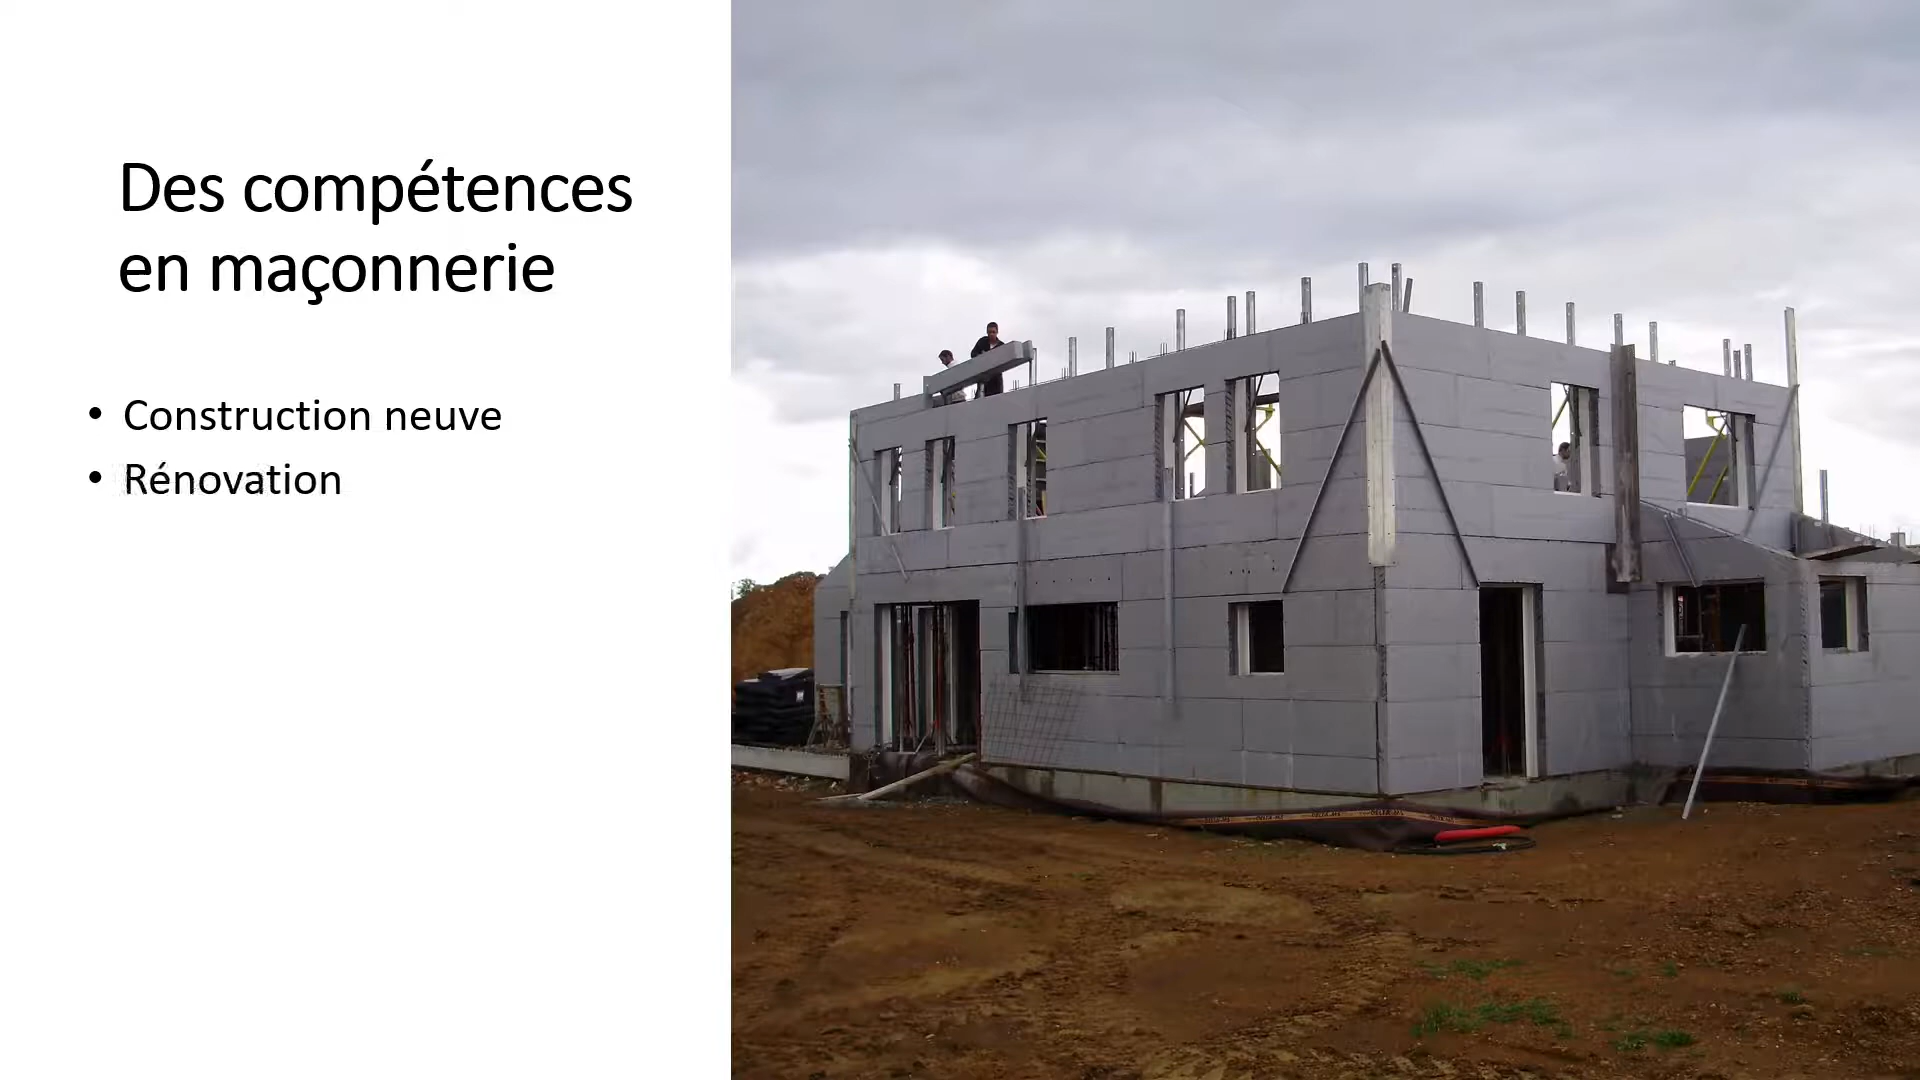 Des compétences
en maçonnerie
• Construction neuve
• Rénovation